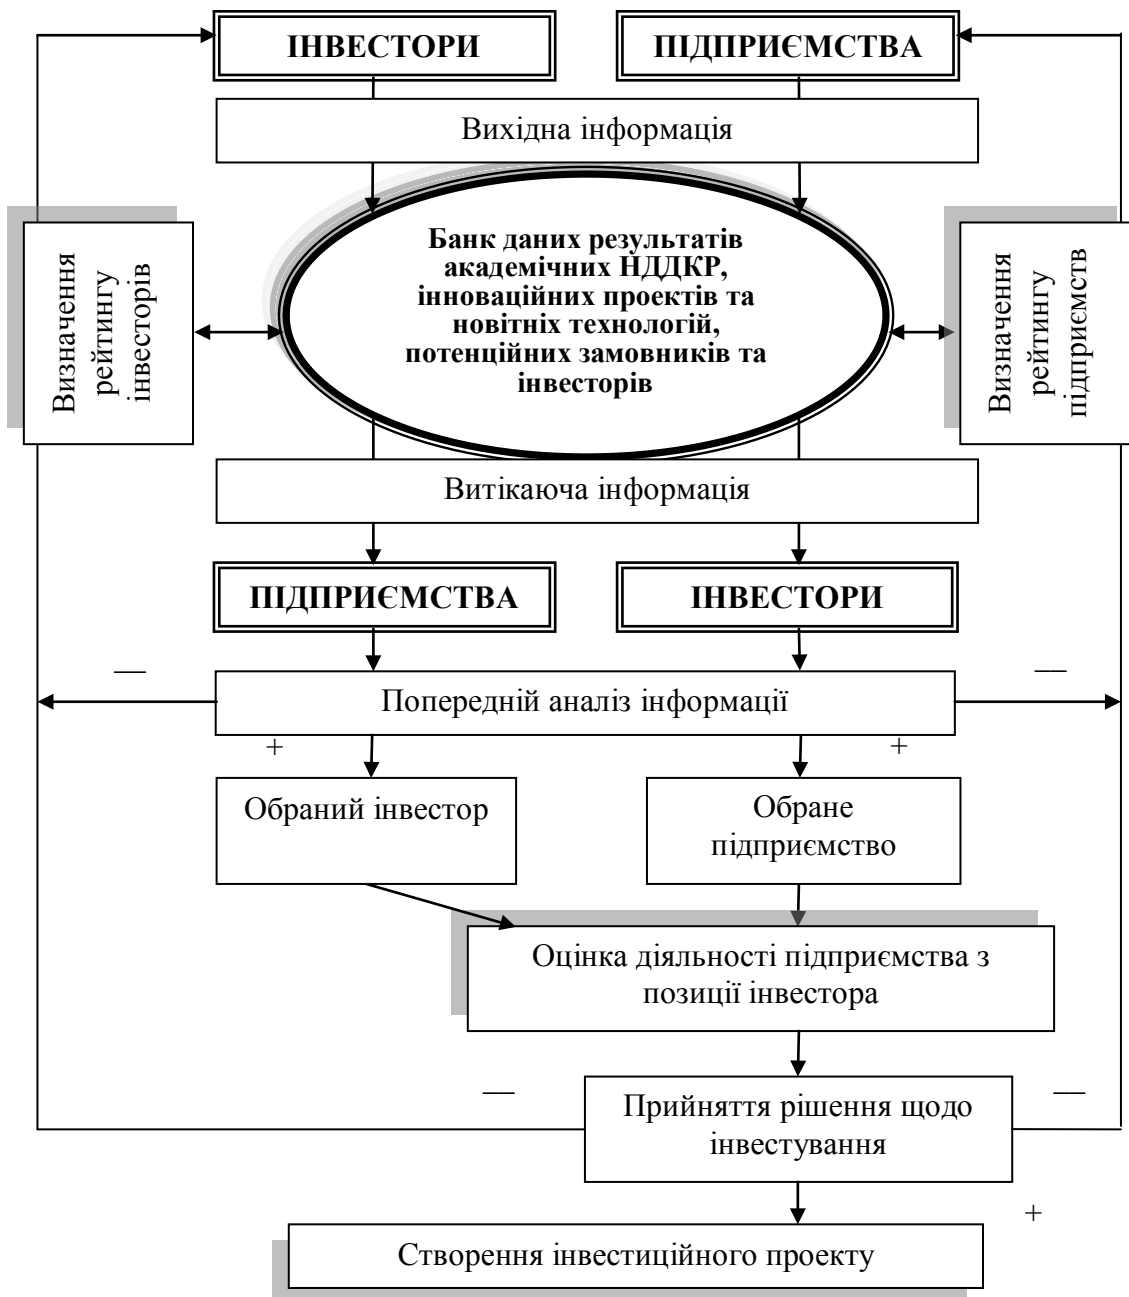 ІНВЕСТОРИ
ПІДПРИЄМСТВА
Вихідна інформація
Банк даних результатів
академічних НДДКР,
інноваційних проектів та
новітніх технологій,
потенційних замовників та
інвесторів
Визначення
рейтингу
інвесторів
Визначення
рейтингу
підприємств
Витікаюча інформація
ПІДПРИЄМСТВА
ІНВЕСТОРИ
—
—
Попередній аналіз інформації
+
+
Обраний інвестор
Обране
підприємство
Оцінка діяльності підприємства з
позиції інвестора
—
—
Прийняття рішення щодо
інвестування
+
Створення інвестиційного проекту